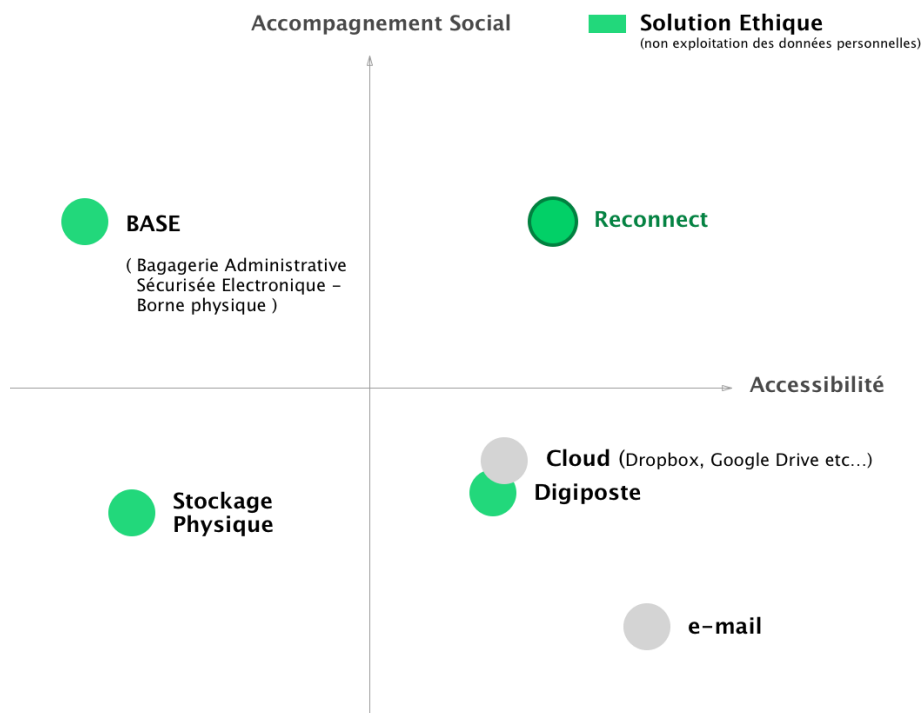 Accompagnement Social
Solution Ethique
(non exploitation des données personnelles)
BASE
( Bagagerie Administrative
Sécurisée Electronique -
Borne physique )
Reconnect
Accessibilité
Cloud (Dropbox, Google Drive etc...)
Digiposte
Stockage
Physique
e-mail